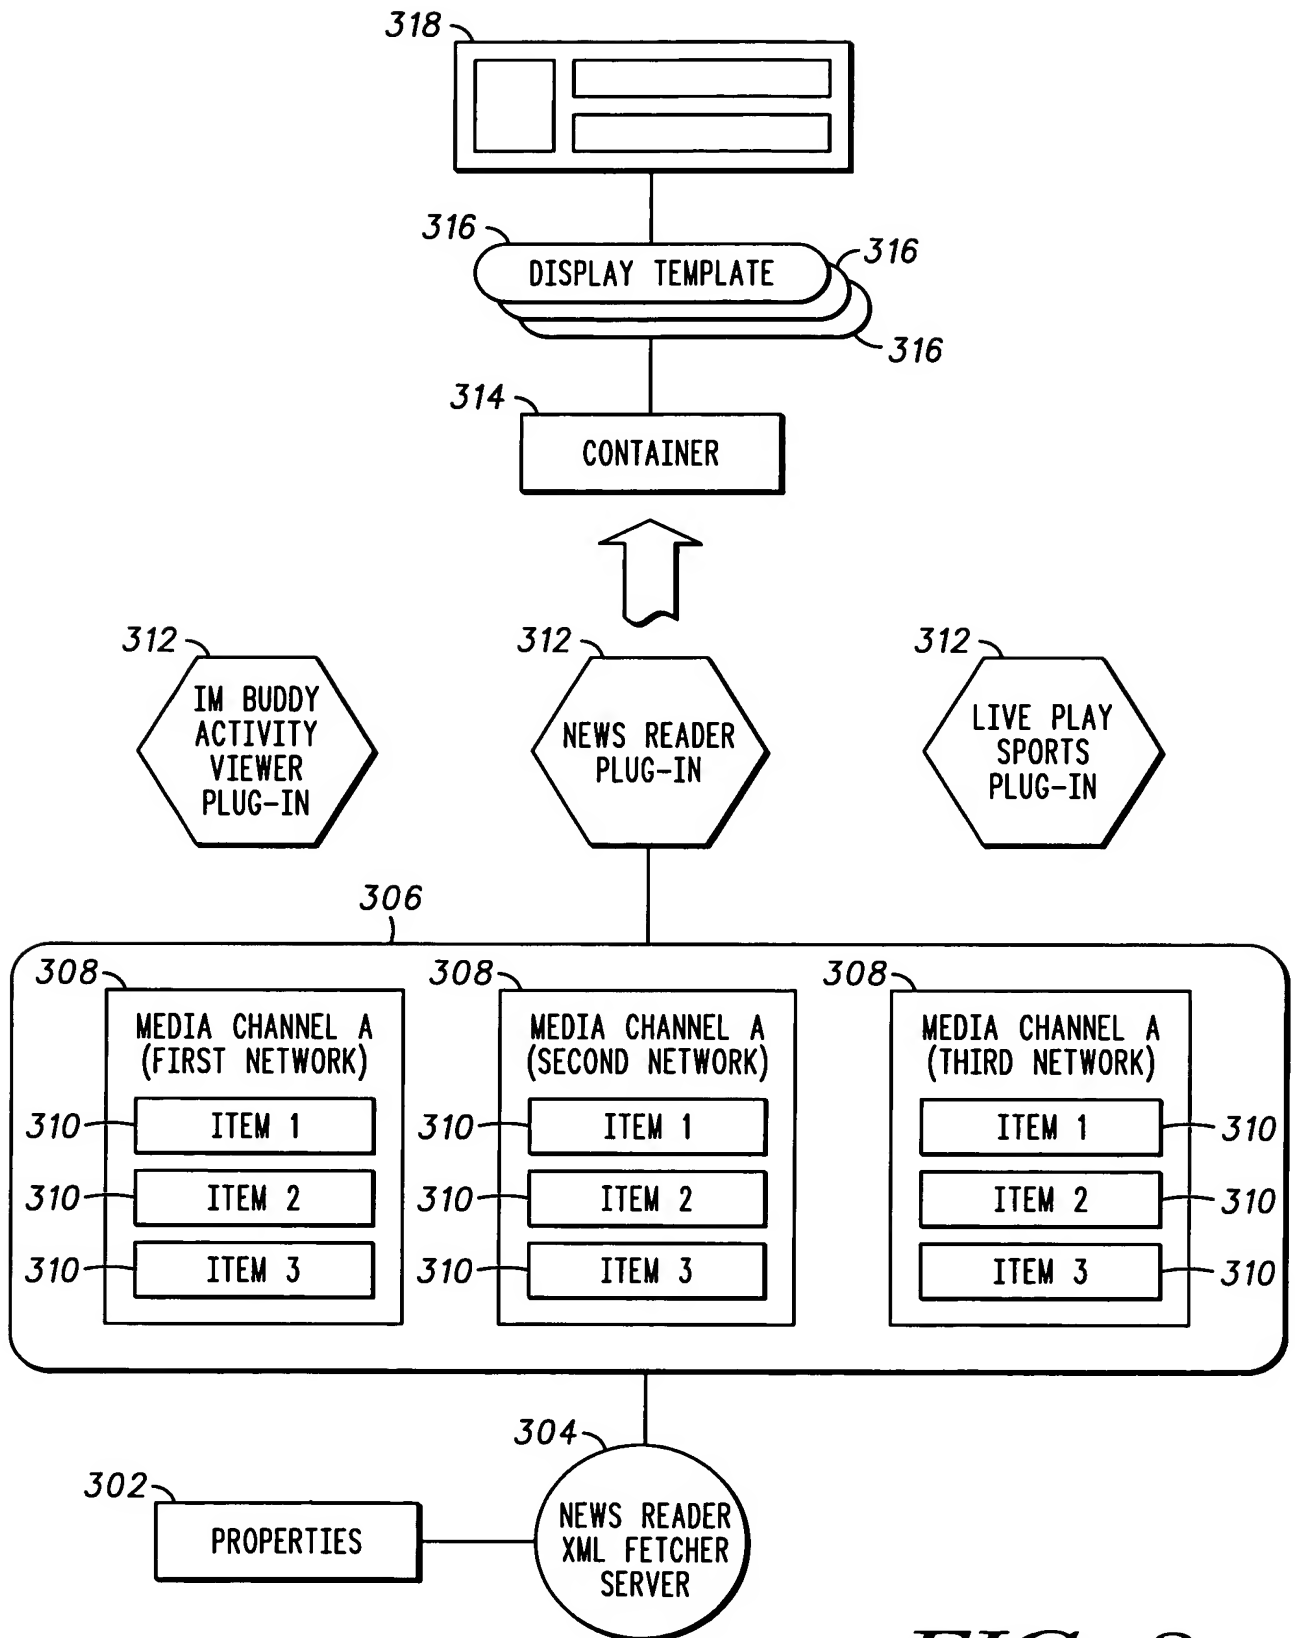 318
316
DISPLAY TEMPLATE
316
316
314
CONTAINER
312
312
312
IM BUDDY
ACTIVITY
VIEWER
PLUG-IN
NEWS READER
PLUG-IN
LIVE PLAY
SPORTS
PLUG-IN
306
308
308
308
MEDIA CHANNEL A
(FIRST NETWORK)
310
ITEM 1
310
ITEM 2
310
ITEM 3
MEDIA CHANNEL A
(SECOND NETWORK)
310
ITEM 1
310
ITEM 2
310
ITEM 3
MEDIA CHANNEL A
(THIRD NETWORK)
ITEM 1
310
ITEM 2
310
ITEM 3
310
304
302
PROPERTIES
NEWS READER
XML FETCHER
SERVER